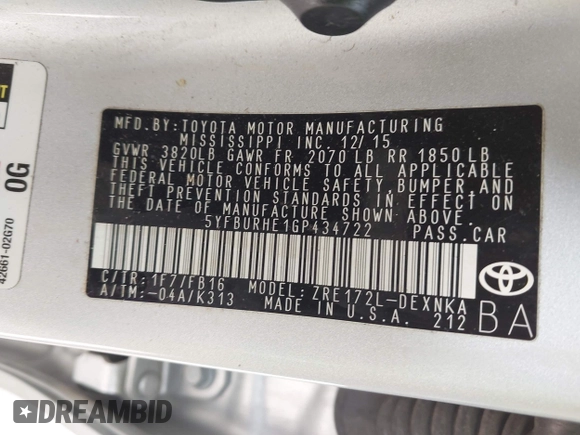 MFD. BY: TOYOTA MOTOR MANUFACTURING
MISSISSIPPI INC. 12/15
GVWR 3820LB GAWR FR 2070 LB RR 1850 LB
THIS VEHICLE CONFORMS TO ALL APPLICABLE
FEDERAL MOTOR VEHICLE SAFETY, BUMPER, AND
THEFT PREVENTION STANDARDS IN EFFECT ON
THE DATE OF MANUFACTURE SHOWN ABOVE.
5YFBURHE1GP434722 PASS.CAR
C/TR: 1F7/FB16 MODEL: ZRE172L-DEXNKA
A/TM: -04A/K313 MADE IN U.S.A. 212
BA
TOYOTA
0G
42661-02G70
DREAMBID